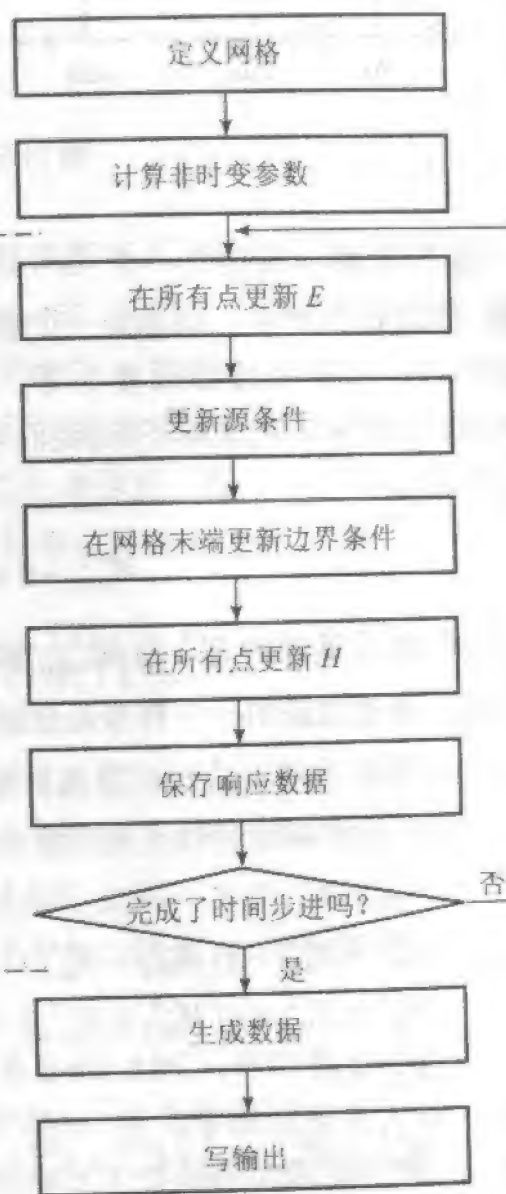 定义网格
计算非时变参数
在所有点更新 E
更新源条件
在网格末端更新边界条件
在所有点更新 H
保存响应数据
完成了时间步进吗?
否
是
生成数据
写输出